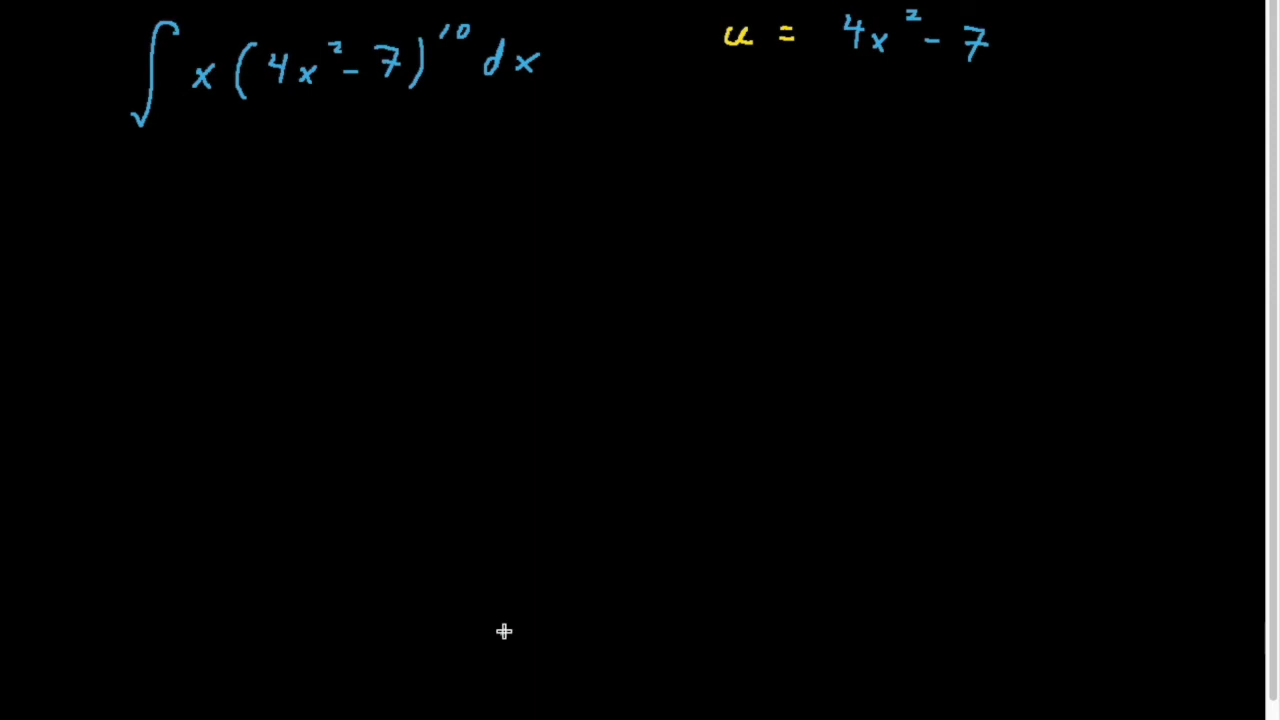 ∫ x(4x² - 7)¹⁰ dx
u = 4x² - 7